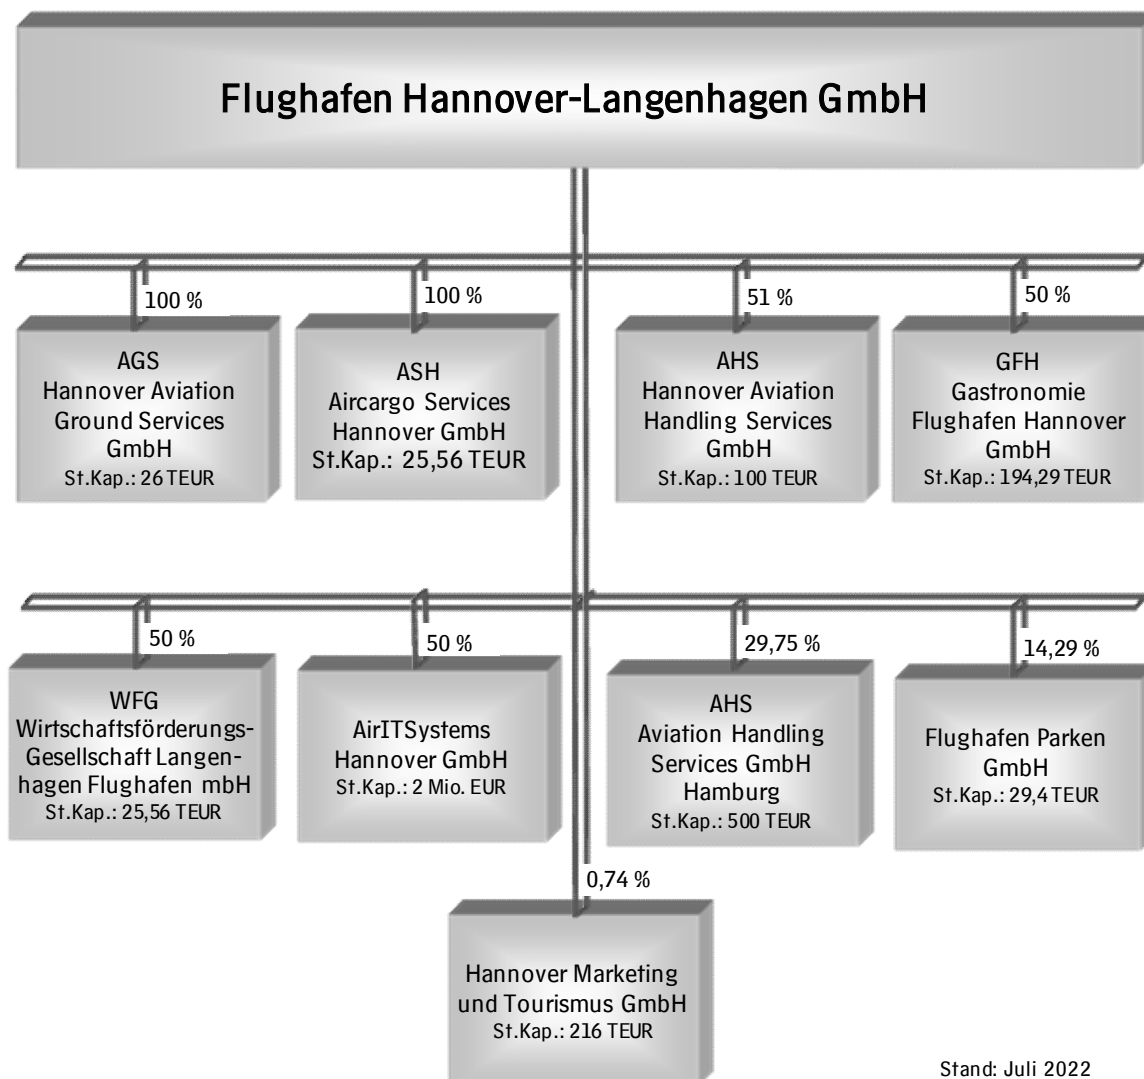 Flughafen Hannover-Langenhagen GmbH
100 %
100 %
51 %
50 %
AGS
Hannover Aviation
Ground Services
GmbH
St.Kap.: 26 TEUR
ASH
Aircargo Services
Hannover GmbH
St.Kap.: 25,56 TEUR
AHS
Hannover Aviation
Handling Services
GmbH
St.Kap.: 100 TEUR
GFH
Gastronomie
Flughafen Hannover
GmbH
St.Kap.: 194,29 TEUR
50 %
50 %
29,75 %
14,29 %
WFG
Wirtschaftsförderungs-
Gesellschaft Langen-
hagen Flughafen mbH
St.Kap.: 25,56 TEUR
AirITSystems
Hannover GmbH
St.Kap.: 2 Mio. EUR
AHS
Aviation Handling
Services GmbH
Hamburg
St.Kap.: 500 TEUR
Flughafen Parken
GmbH
St.Kap.: 29,4 TEUR
0,74 %
Hannover Marketing
und Tourismus GmbH
St.Kap.: 216 TEUR
Stand: Juli 2022